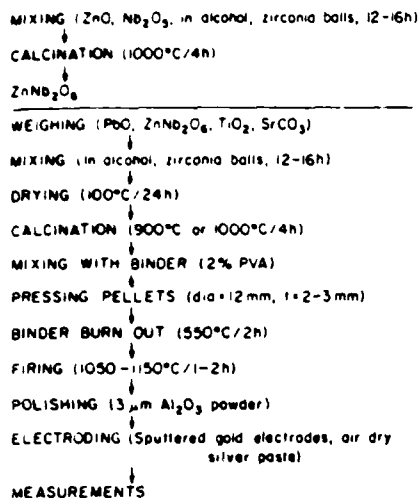 MIXING (ZnO, Nb₂O₅, in alcohol, zirconia balls, 12-16h)
CALCINATION (1000°C/4h)
ZnNb₂O₆
WEIGHING (PbO, ZnNb₂O₆, TiO₂, SrCO₃)
MIXING (in alcohol, zirconia balls, 12-16h)
DRYING (100°C/24h)
CALCINATION (900°C or 1000°C/4h)
MIXING WITH BINDER (2% PVA)
PRESSING PELLETS (dia=12mm, t=2-3mm)
BINDER BURN OUT (550°C/2h)
FIRING (1050-1150°C/1-2h)
POLISHING (3 μm Al₂O₃ powder)
ELECTRODING (Sputtered gold electrodes, air dry
silver paste)
MEASUREMENTS